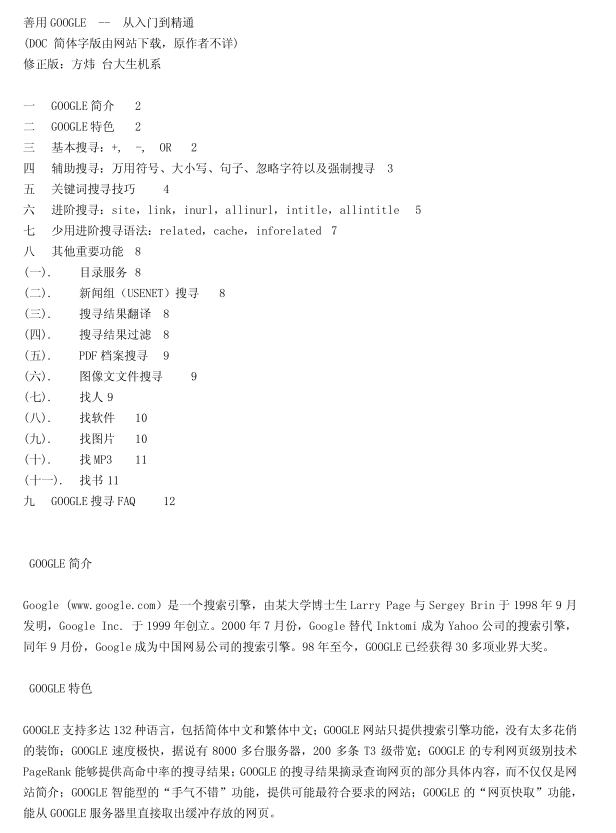 善用 GOOGLE -- 从入门到精通
(DOC 简体字版由网站下载，原作者不详)
修正版：方炜 台大生机系
一 GOOGLE 简介 2
二 GOOGLE 特色 2
三 基本搜寻：+, -, OR 2
四 辅助搜寻：万用符号、大小写、句子、忽略字符以及强制搜寻 3
五 关键词搜寻技巧 4
六 进阶搜寻：site，link，inurl，allinurl，intitle，allintitle 5
七 少用进阶搜寻语法：related，cache，inforelated 7
八 其他重要功能 8
(一). 目录服务 8
(二). 新闻组（USENET）搜寻 8
(三). 搜寻结果翻译 8
(四). 搜寻结果过滤 8
(五). PDF 档案搜寻 9
(六). 图像文文件搜寻 9
(七). 找人 9
(八). 找软件 10
(九). 找图片 10
(十). 找 MP3 11
(十一). 找书 11
九 GOOGLE 搜寻 FAQ 12
GOOGLE 简介
Google (www.google.com) 是一个搜索引擎，由某大学博士生 Larry Page 与 Sergey Brin 于 1998 年 9 月
发明，Google Inc. 于 1999 年创立。2000 年 7 月份，Google 替代 Inktomi 成为 Yahoo 公司的搜索引擎，
同年 9 月份，Google 成为中国网易公司的搜索引擎。98 年至今，GOOGLE 已经获得 30 多项业界大奖。
GOOGLE 特色
GOOGLE 支持多达 132 种语言，包括简体中文和繁体中文；GOOGLE 网站只提供搜索引擎功能，没有太多花俏
的装饰；GOOGLE 速度极快，据说有 8000 多台服务器，200 多条 T3 级带宽；GOOGLE 的专利网页级别技术
PageRank 能够提供高命中率的搜寻结果；GOOGLE 的搜寻结果摘录查询网页的部分具体内容，而不仅仅是网
站简介；GOOGLE 智能型的“手气不错”功能，提供可能最符合要求的网站；GOOGLE 的“网页快取”功能，
能从 GOOGLE 服务器里直接取出缓冲存放的网页。